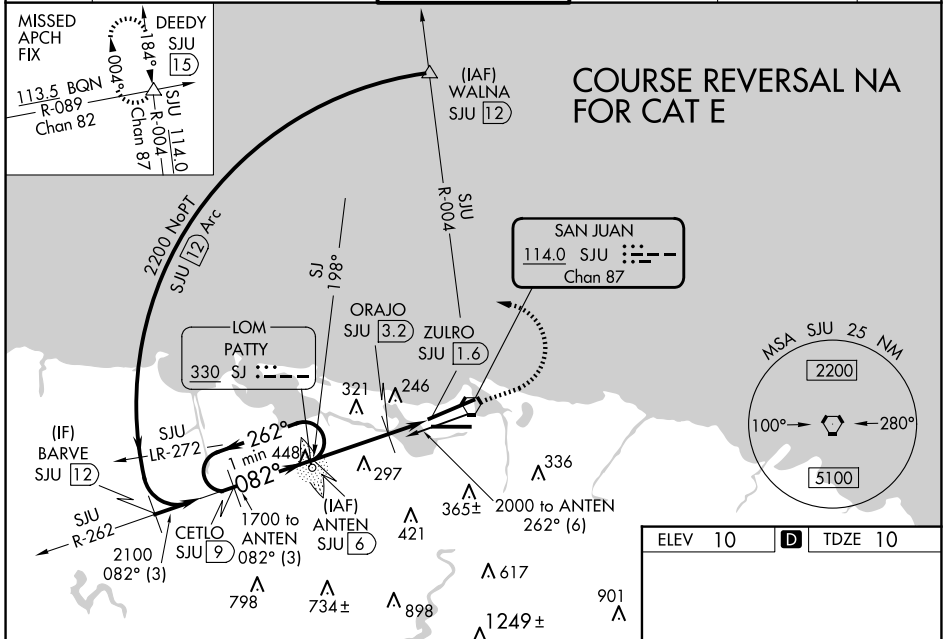 MISSED
APCH
FIX
DEEDY
SJU
15
184°
004°
113.5 BQN
R-089
Chan 82
SJU 114.0
R-004
Chan 87
(IAF)
WALNA
SJU 12
COURSE REVERSAL NA
FOR CAT E
2200 NoPT
SJU 12 Arc
SJU
R-004
SJ
198°
SAN JUAN
114.0 SJU
Chan 87
ORAJO
SJU 3.2
ZULRO
SJU 1.6
LOM
PATTY
330 SJ
321
246
MSA SJU 25 NM
2200
100°
280°
5100
(IF)
BARVE
SJU 12
SJU
LR-272
262°
1 min
082°
448
297
336
365±
2000 to ANTEN
262° (6)
SJU
R-262
2100
082° (3)
CETLO
SJU 9
1700 to
ANTEN
082° (3)
(IAF)
ANTEN
SJU 6
421
617
798
734±
898
1249±
901
ELEV 10
D
TDZE 10